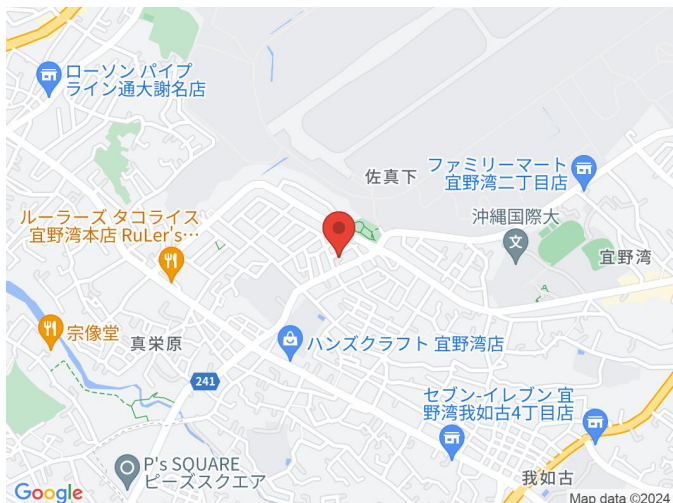 ローソン パイプ
ライン通大謝名店
佐真下
ファミリーマート
宜野湾二丁目店
沖縄国際大
文
宜野湾
ルーラーズ タコライス
宜野湾本店 RuLer's…
宗像堂
真栄原
ハンズクラフト 宜野湾店
241
セブン-イレブン 宜
野湾我如古4丁目店
P's SQUARE
ピーズスクエア
我如古
Google
Map data ©2024